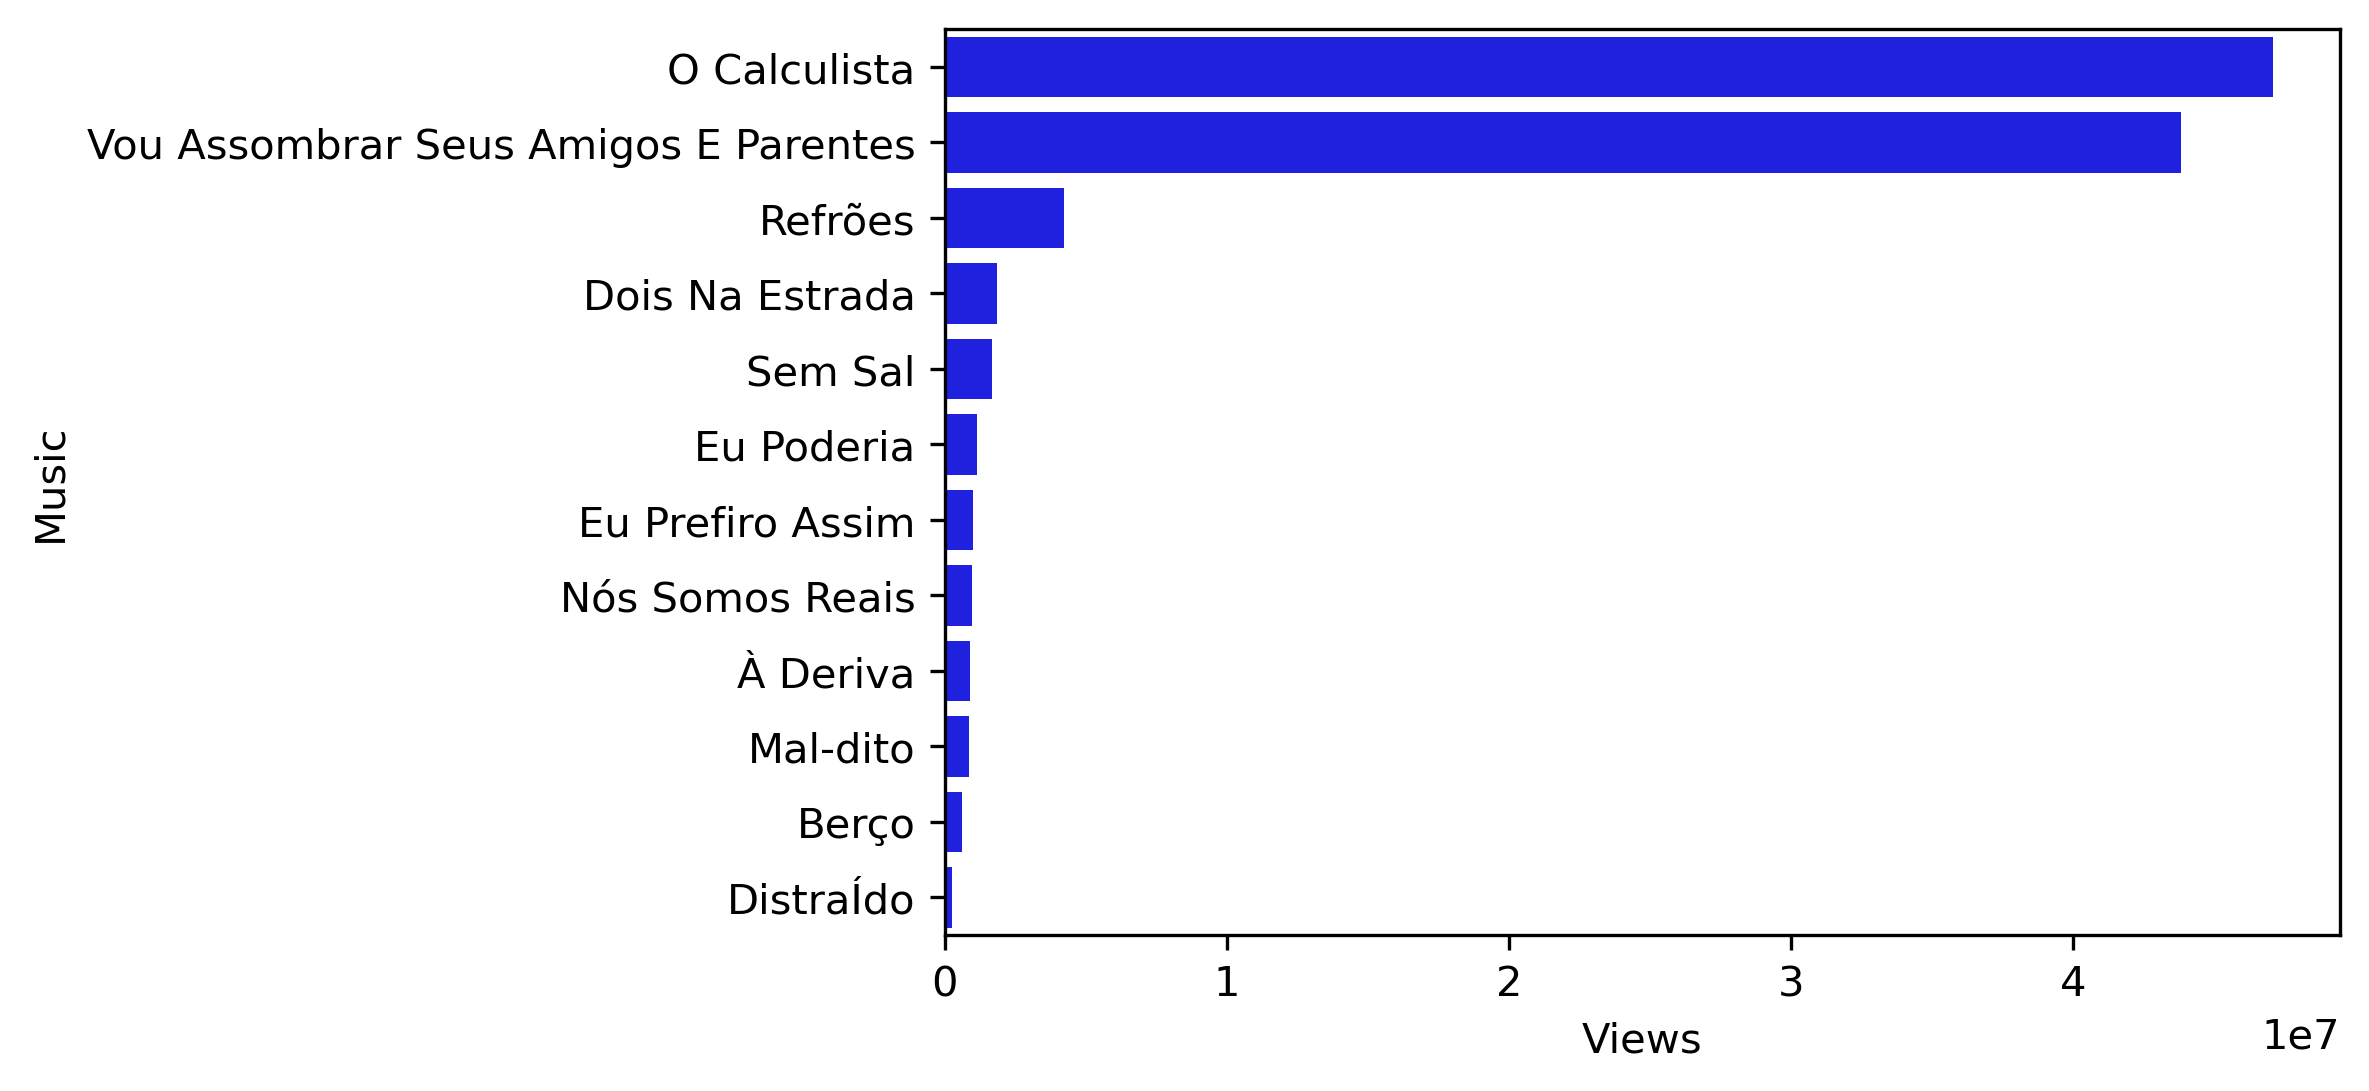 O Calculista
Vou Assombrar Seus Amigos E Parentes
Refrões
Dois Na Estrada
Sem Sal
Eu Poderia
Eu Prefiro Assim
Nós Somos Reais
À Deriva
Mal-dito
Berço
DistraÍdo
Music
0 1 2 3 4
1e7
Views